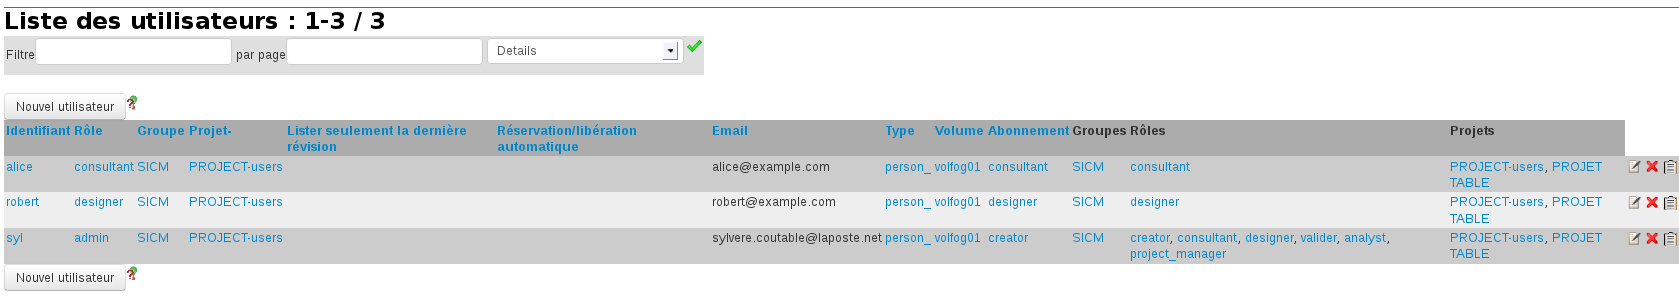 Liste des utilisateurs : 1-3 / 3
Filtre par page Details
Nouvel utilisateur
Identifiant Rôle Groupe Projet- Lister seulement la dernière révision Réservation/libération automatique Email Type Volume Abonnement Groupes Rôles Projets
alice consultant SICM PROJECT-users alice@example.com person_ volfog01 consultant SICM consultant PROJECT-users, PROJET TABLE
robert designer SICM PROJECT-users robert@example.com person_ volfog01 designer SICM designer PROJECT-users, PROJET TABLE
syl admin SICM PROJECT-users sylvere.coutable@laposte.net person_ volfog01 creator SICM creator, consultant, designer, valider, analyst, project_manager PROJECT-users, PROJET TABLE
Nouvel utilisateur